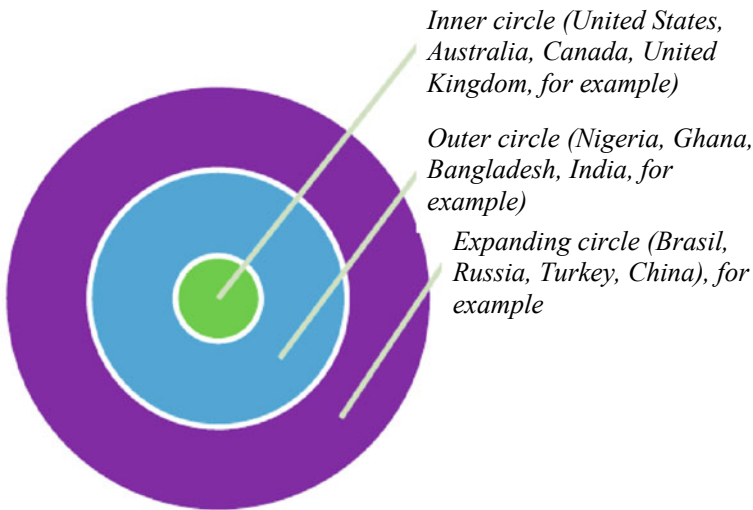 Inner circle (United States,
Australia, Canada, United
Kingdom, for example)
Outer circle (Nigeria, Ghana,
Bangladesh, India, for
example)
Expanding circle (Brasil,
Russia, Turkey, China), for
example